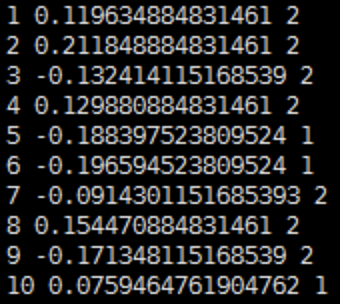 1 0.119634884831461 2
2 0.211848884831461 2
3 -0.132414115168539 2
4 0.129880884831461 2
5 -0.188397523809524 1
6 -0.196594523809524 1
7 -0.0914301151685393 2
8 0.154470884831461 2
9 -0.171348115168539 2
10 0.0759464761904762 1